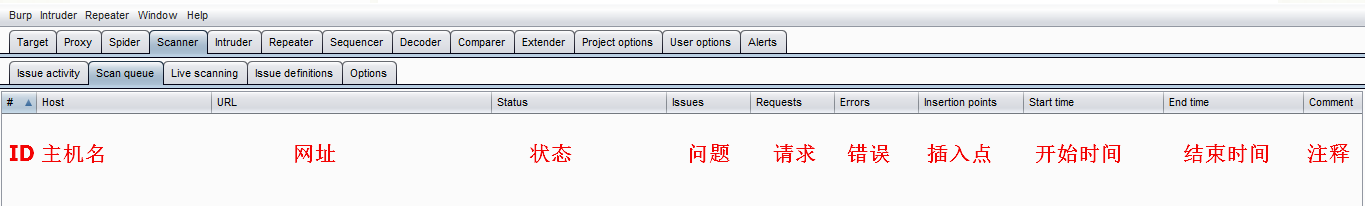 Burp Intruder Repeater Window Help
Target Proxy Spider Scanner Intruder Repeater Sequencer Decoder Comparer Extender Project options User options Alerts
Issue activity Scan queue Live scanning Issue definitions Options
# Host URL Status Issues Requests Errors Insertion points Start time End time Comment
ID 主机名 网址 状态 问题 请求 错误 插入点 开始时间 结束时间 注释